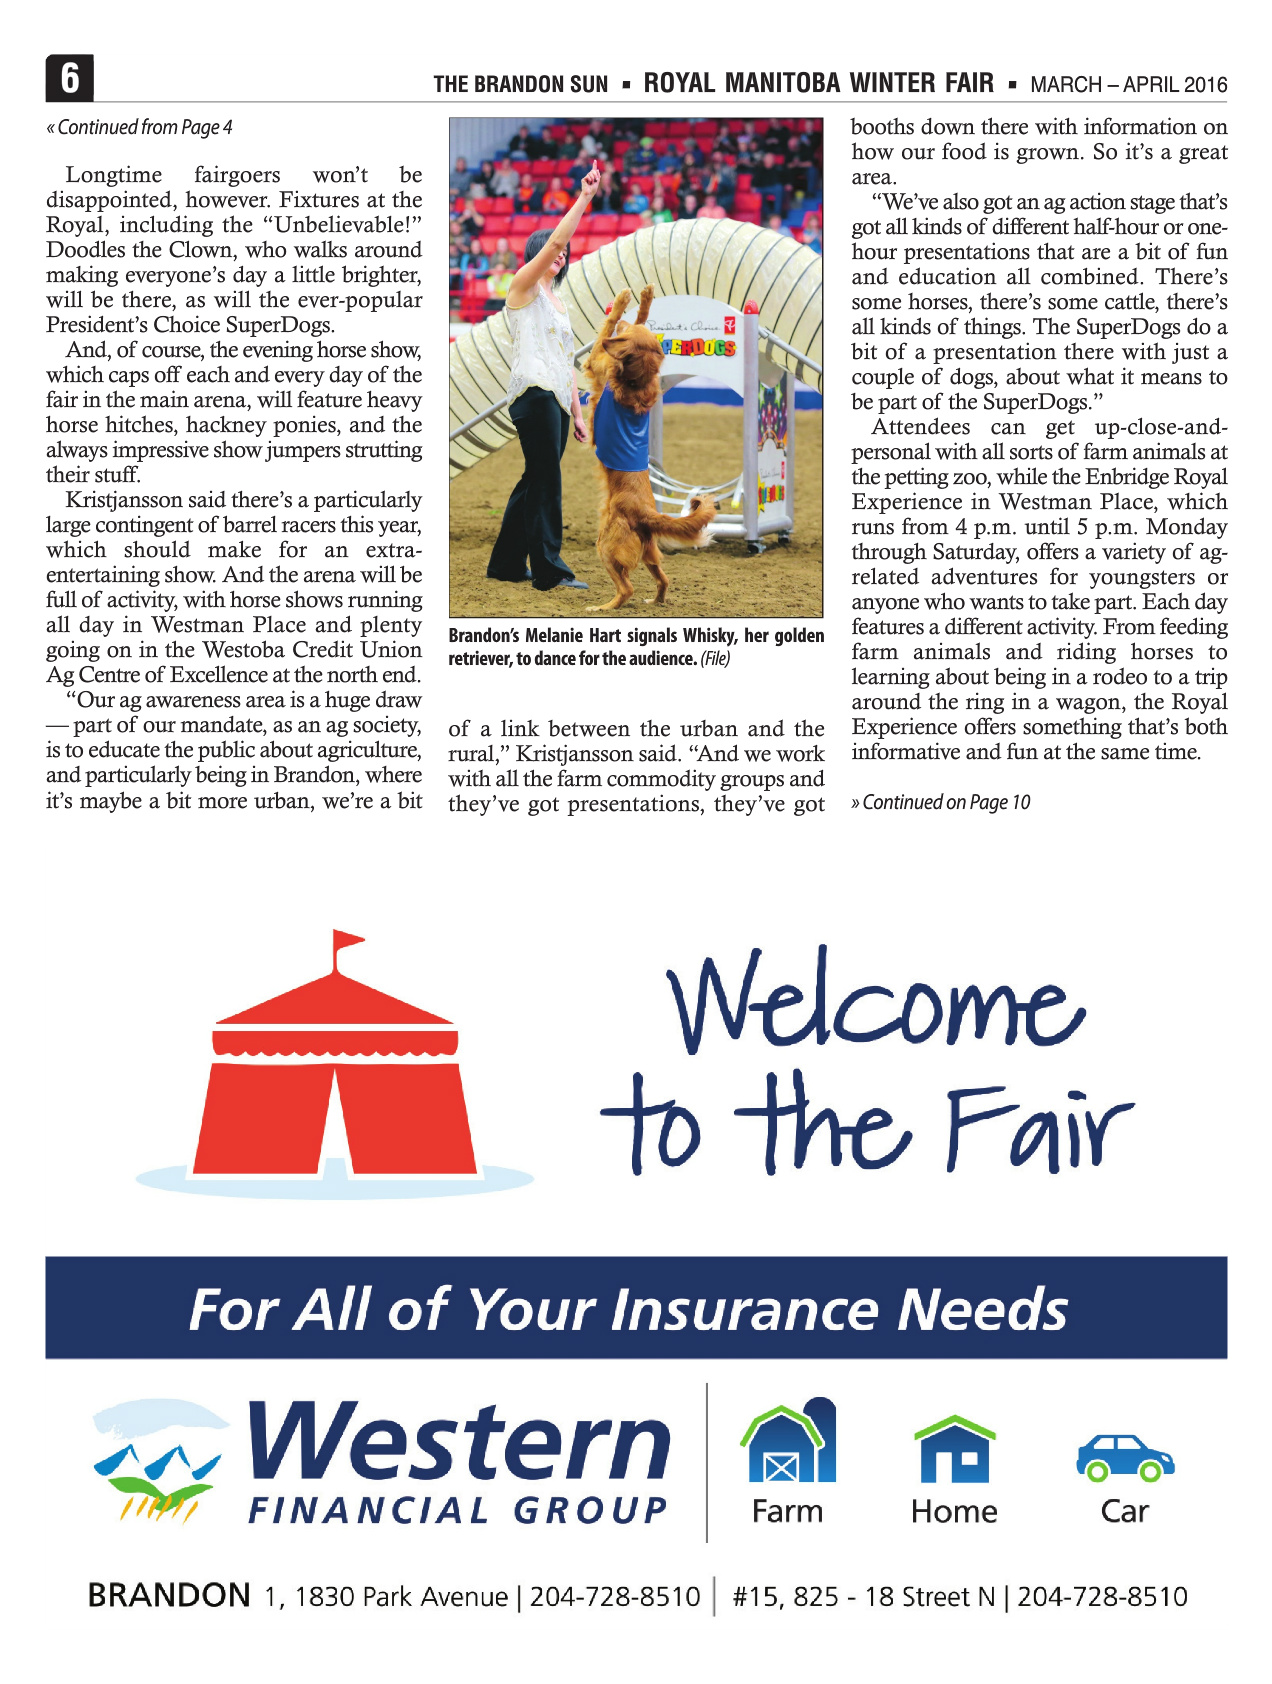 6
THE BRANDON SUN ▪ ROYAL MANITOBA WINTER FAIR ▪ MARCH – APRIL 2016
« Continued from Page 4
Longtime fairgoers won’t be
disappointed, however. Fixtures at the
Royal, including the “Unbelievable!”
Doodles the Clown, who walks around
making everyone’s day a little brighter,
will be there, as will the ever-popular
President’s Choice SuperDogs.
And, of course, the evening horse show,
which caps off each and every day of the
fair in the main arena, will feature heavy
horse hitches, hackney ponies, and the
always impressive show jumpers strutting
their stuff.
Kristjansson said there’s a particularly
large contingent of barrel racers this year,
which should make for an extra-
entertaining show. And the arena will be
full of activity, with horse shows running
all day in Westman Place and plenty
going on in the Westoba Credit Union
Ag Centre of Excellence at the north end.
“Our ag awareness area is a huge draw
— part of our mandate, as an ag society,
is to educate the public about agriculture,
and particularly being in Brandon, where
it’s maybe a bit more urban, we’re a bit
President's Choice
PERDOGS
Brandon’s Melanie Hart signals Whisky, her golden
retriever, to dance for the audience. (File)
of a link between the urban and the
rural,” Kristjansson said. “And we work
with all the farm commodity groups and
they’ve got presentations, they’ve got
booths down there with information on
how our food is grown. So it’s a great
area.
“We’ve also got an ag action stage that’s
got all kinds of different half-hour or one-
hour presentations that are a bit of fun
and education all combined. There’s
some horses, there’s some cattle, there’s
all kinds of things. The SuperDogs do a
bit of a presentation there with just a
couple of dogs, about what it means to
be part of the SuperDogs.”
Attendees can get up-close-and-
personal with all sorts of farm animals at
the petting zoo, while the Enbridge Royal
Experience in Westman Place, which
runs from 4 p.m. until 5 p.m. Monday
through Saturday, offers a variety of ag-
related adventures for youngsters or
anyone who wants to take part. Each day
features a different activity. From feeding
farm animals and riding horses to
learning about being in a rodeo to a trip
around the ring in a wagon, the Royal
Experience offers something that’s both
informative and fun at the same time.
» Continued on Page 10
Welcome
to the Fair
For All of Your Insurance Needs
Western
FINANCIAL GROUP
Farm
Home
Car
BRANDON 1, 1830 Park Avenue | 204-728-8510 | #15, 825 - 18 Street N | 204-728-8510